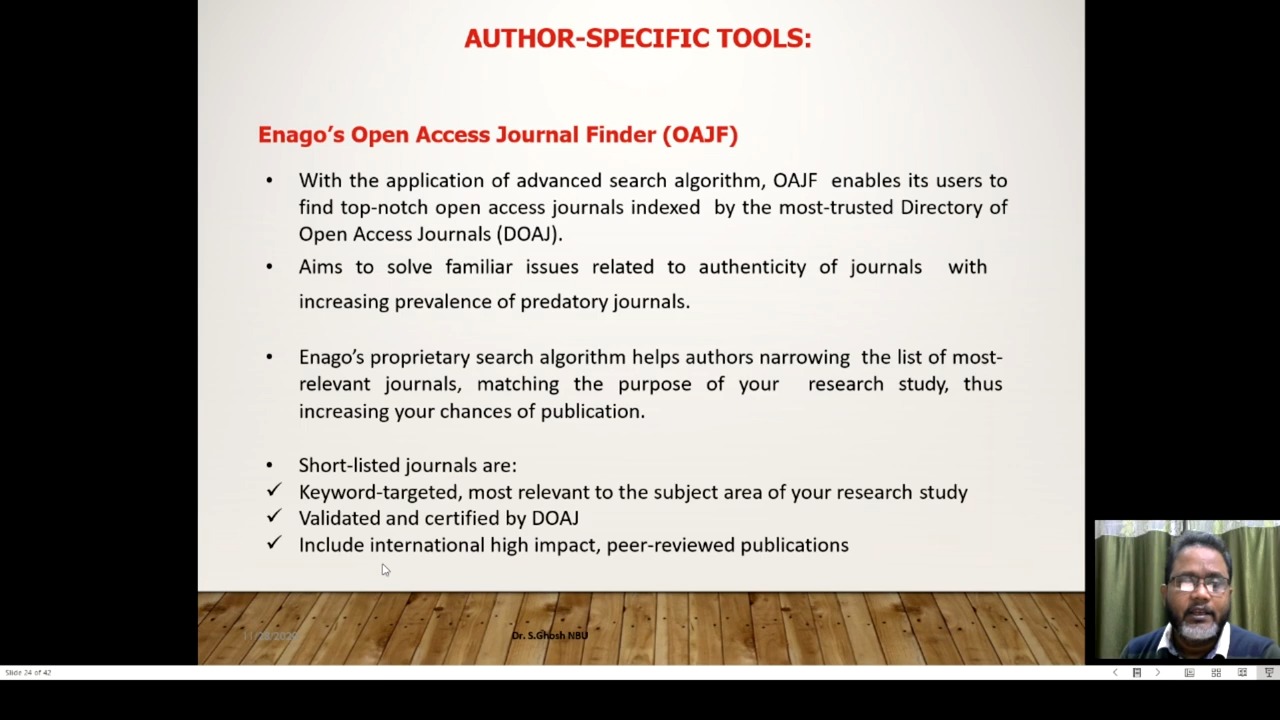 AUTHOR-SPECIFIC TOOLS:
Enago's Open Access Journal Finder (OAJF)
• With the application of advanced search algorithm, OAJF enables its users to
find top-notch open access journals indexed by the most-trusted Directory of
Open Access Journals (DOAJ).
• Aims to solve familiar issues related to authenticity of journals with
increasing prevalence of predatory journals.
• Enago's proprietary search algorithm helps authors narrowing the list of most-
relevant journals, matching the purpose of your research study, thus
increasing your chances of publication.
• Short-listed journals are:
✓ Keyword-targeted, most relevant to the subject area of your research study
✓ Validated and certified by DOAJ
✓ Include international high impact, peer-reviewed publications
Dr. S.Ghosh NBU
Slide 24 of 42